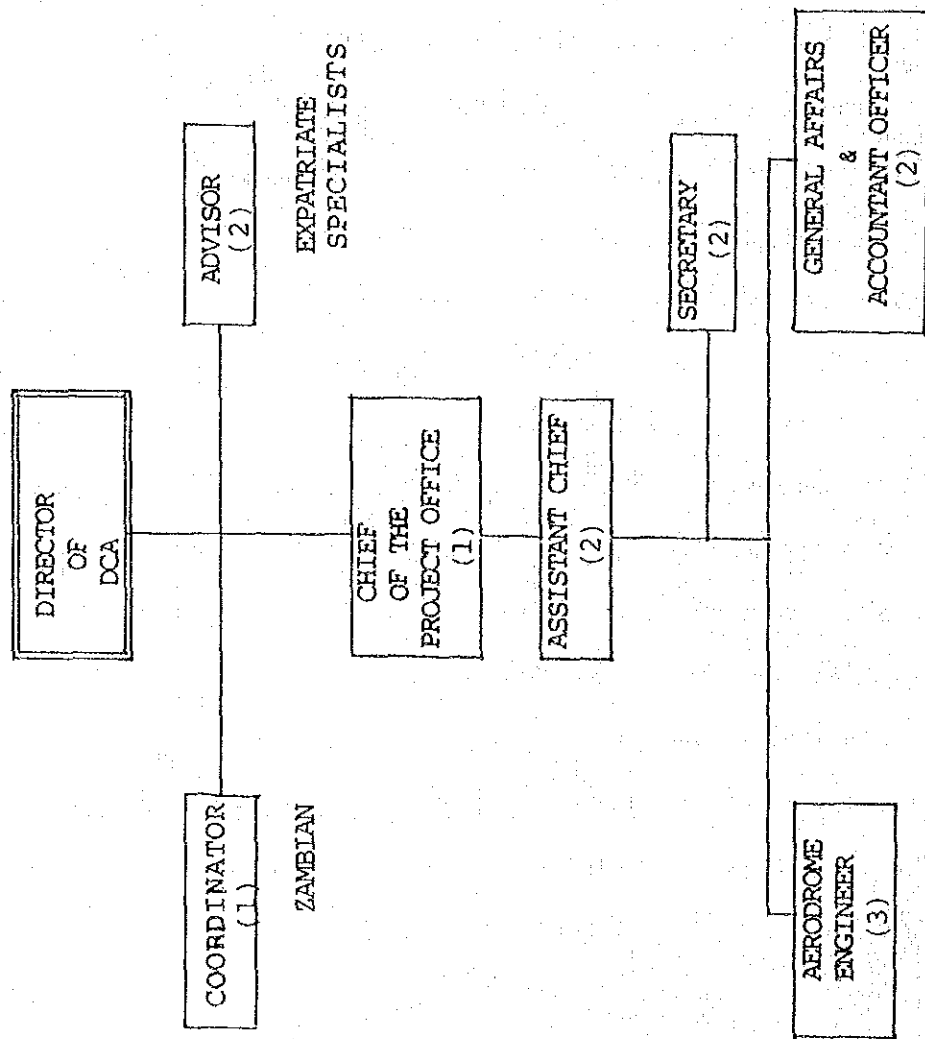 DIRECTOR
OF
DCA
COORDINATOR
(1)
ZAMBIAN
ADVISOR
(2)
EXPATRIATE
SPECIALISTS
CHIEF
OF THE
PROJECT OFFICE
(1)
ASSISTANT CHIEF
(2)
SECRETARY
(2)
AERODROME
ENGINEER
(3)
GENERAL AFFAIRS
&
ACCOUNTANT OFFICER
(2)